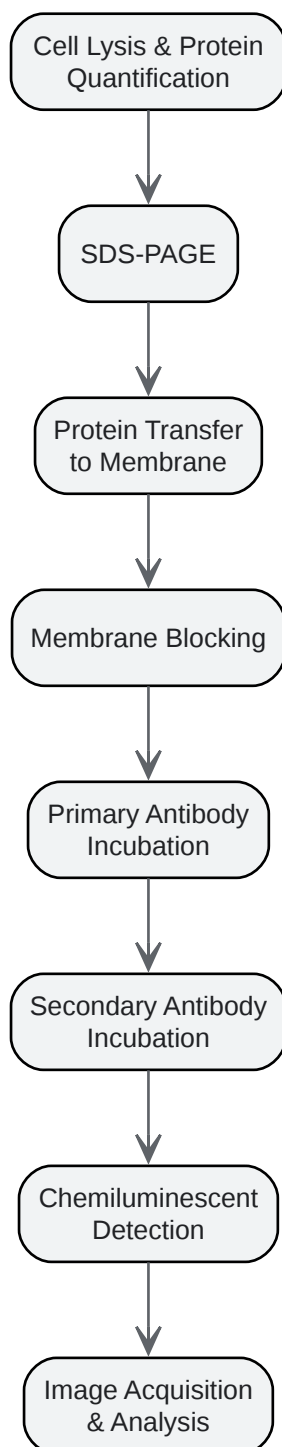 Cell Lysis & Protein
Quantification
SDS-PAGE
Protein Transfer
to Membrane
Membrane Blocking
Primary Antibody
Incubation
Secondary Antibody
Incubation
Chemiluminescent
Detection
Image Acquisition
& Analysis